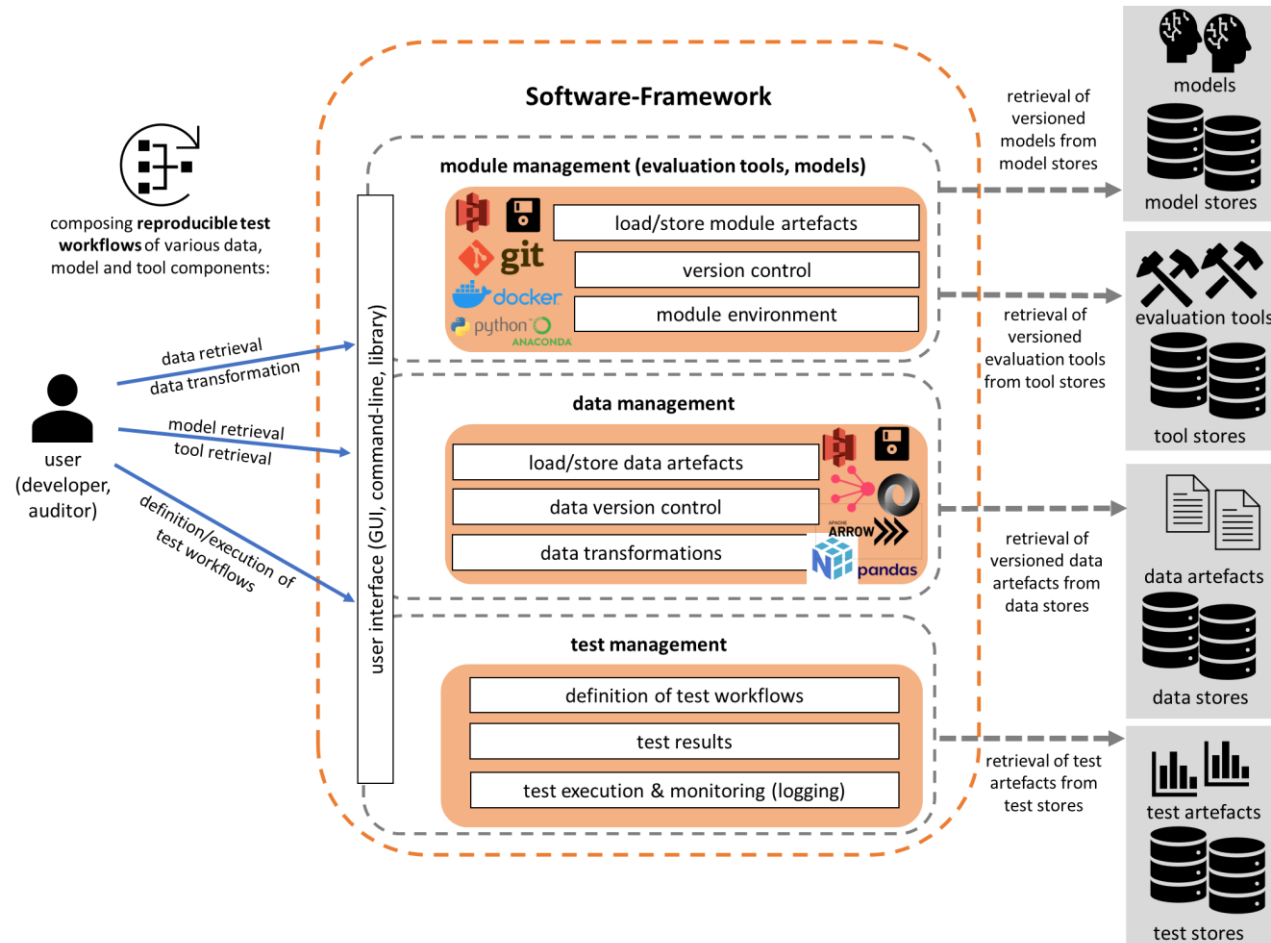 Software-Framework
composing reproducible test
workflows of various data,
model and tool components:
data retrieval
data transformation
model retrieval
tool retrieval
definition/execution of
test workflows
user
(developer,
auditor)
user interface (GUI, command-line, library)
module management (evaluation tools, models)
load/store module artefacts
git
version control
docker
module environment
python
ANACONDA
data management
load/store data artefacts
data version control
APACHE
ARROW
data transformations
pandas
test management
definition of test workflows
test results
test execution & monitoring (logging)
retrieval of
versioned
models from
model stores
retrieval of
versioned
evaluation tools
from tool stores
retrieval of
versioned data
artefacts from
data stores
retrieval of test
artefacts from
test stores
models
model stores
evaluation tools
tool stores
data artefacts
data stores
test artefacts
test stores